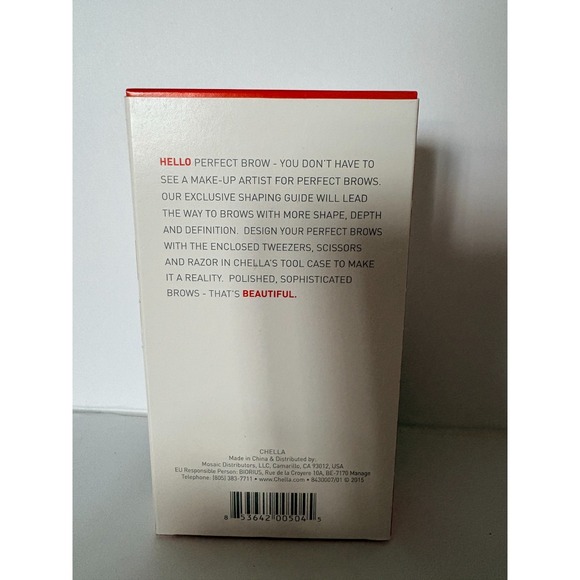 HELLO PERFECT BROW - YOU DON'T HAVE TO
SEE A MAKE-UP ARTIST FOR PERFECT BROWS.
OUR EXCLUSIVE SHAPING GUIDE WILL LEAD
THE WAY TO BROWS WITH MORE SHAPE, DEPTH
AND DEFINITION. DESIGN YOUR PERFECT BROWS
WITH THE ENCLOSED TWEEZERS, SCISSORS
AND RAZOR IN CHELLA'S TOOL CASE TO MAKE
IT A REALITY. POLISHED, SOPHISTICATED
BROWS - THAT'S BEAUTIFUL.
CHELLA
Made in China & Distributed by:
Mosaic Distributors, LLC, Camarillo, CA 93012, USA
EU Responsible Person: BIORIUS, Rue de la Croyere 10A, BE-7170 Manage
Telephone: (805) 383-7711 • www.Chella.com • 8430007/01 © 2015
8 53642 00504 5